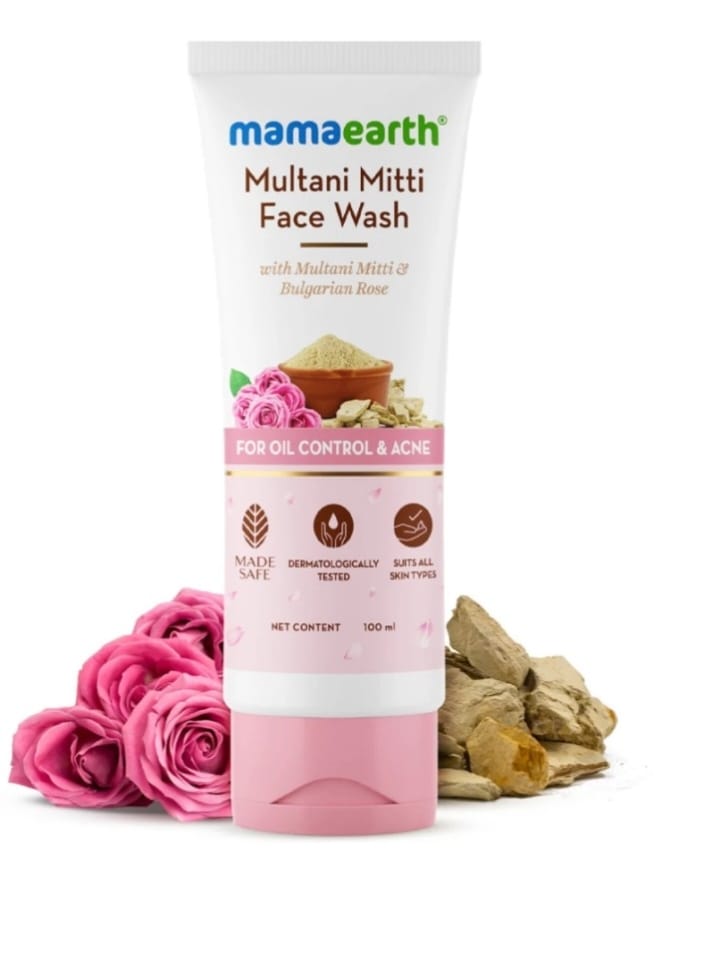 mamaearth®
Multani Mitti
Face Wash
with Multani Mitti &
Bulgarian Rose
FOR OIL CONTROL & ACNE
MADE
SAFE
DERMATOLOGICALLY
TESTED
SUITS ALL
SKIN TYPES
NET CONTENT 100 ml